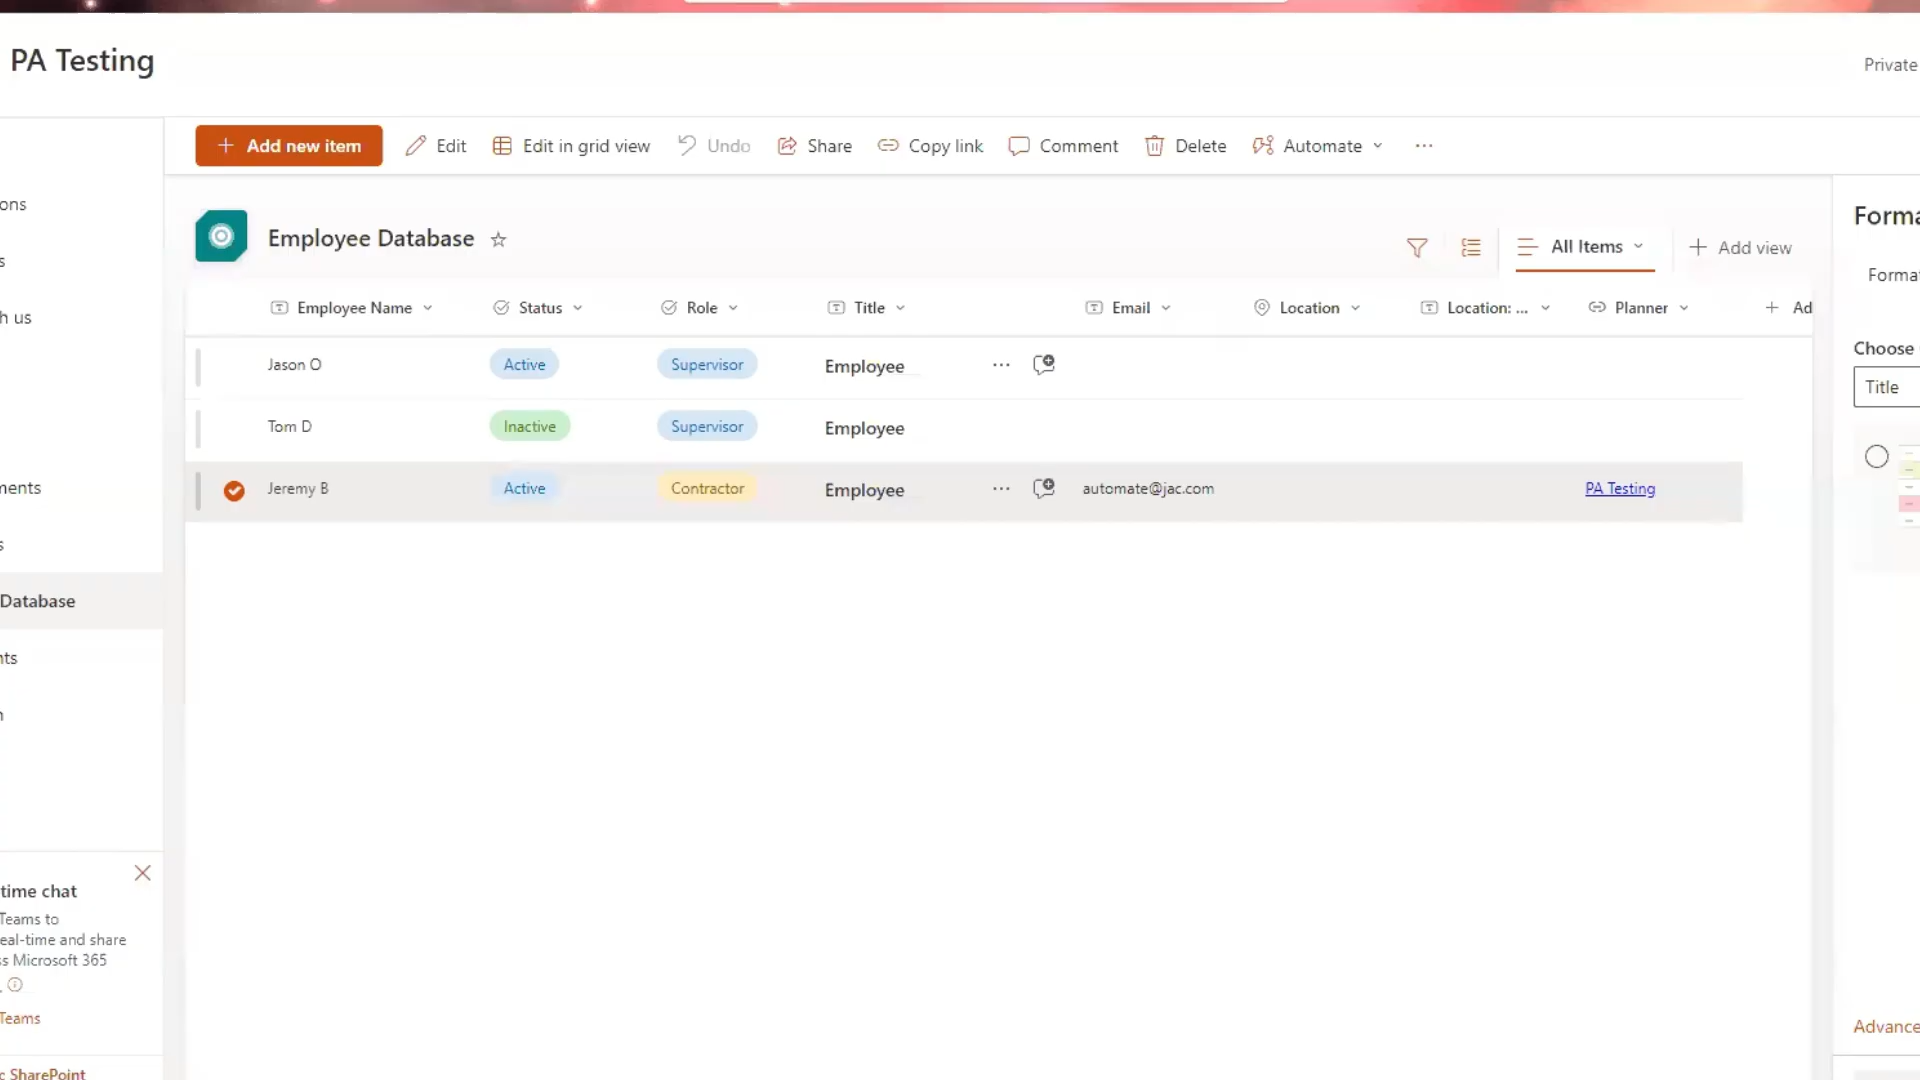 PA Testing
Private
Add new item
Edit
Edit in grid view
Undo
Share
Copy link
Comment
Delete
Automate
Employee Database
All Items
Add view
Employee Name
Status
Role
Title
Email
Location
Location: ...
Planner
Ad
Jason O
Active
Supervisor
Employee
Tom D
Inactive
Supervisor
Employee
Jeremy B
Active
Contractor
Employee
automate@jac.com
PA Testing
ons
s
h us
ments
s
Database
nts
n
time chat
Teams to
eal-time and share
ss Microsoft 365
Teams
c SharePoint
Forma
Format
Choose
Title
Advance